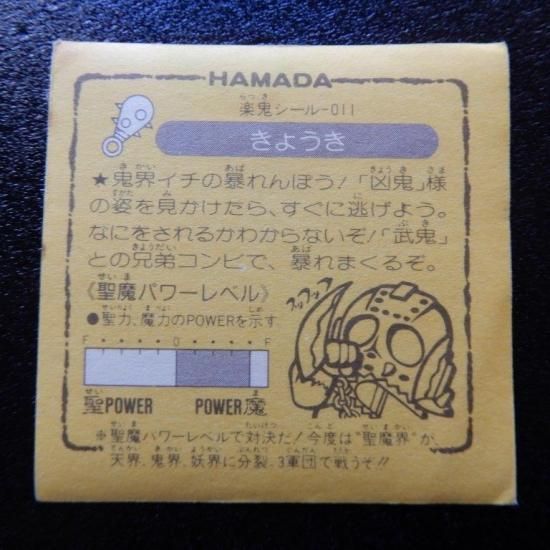 HAMADA
楽鬼シール-011
きょうき
★鬼界イチの暴れんぼう!「凶鬼」様
の姿を見かけたら、すぐに逃げよう。
なにをされるかわからないぞ!「武鬼」
との兄弟コンビで、暴れまくるぞ。
《聖魔パワーレベル》
●聖力、魔力のPOWERを示す。
F・・・・0・・・・F
聖POWER POWER魔
※聖魔パワーレベルで対決だ!今度は"聖魔界"が、
天界、鬼界、妖界に分裂、3軍団で戦うぞ!!